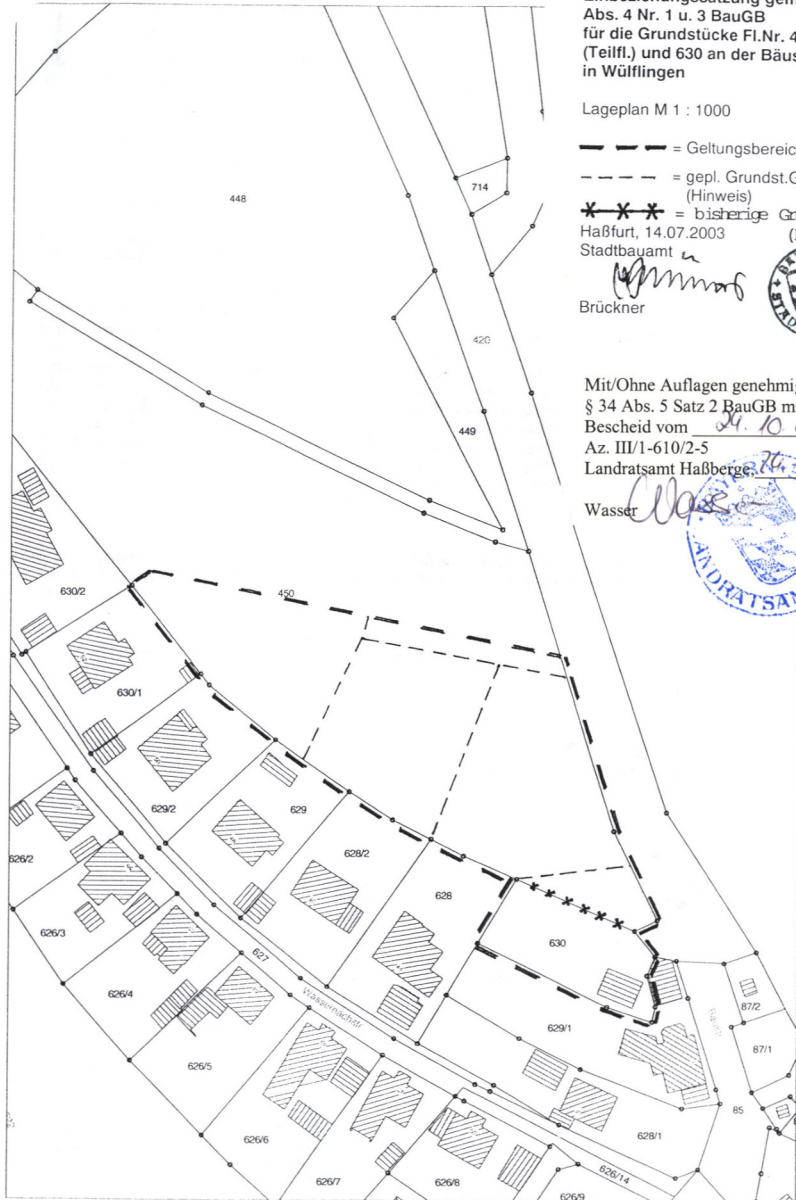 Abs. 4 Nr. 1 u. 3 BauGB
für die Grundstücke Fl.Nr. 4
(Teilfl.) und 630 an der Bäus
in Wülflingen
Lageplan M 1 : 1000
= Geltungsbereic
= gepl. Grundst.G
(Hinweis)
= bisherige Gr
Haßfurt, 14.07.2003
Stadtbauamt
Brückner
Mit/Ohne Auflagen genehmig
§ 34 Abs. 5 Satz 2 BauGB m
Bescheid vom 24. 10.
Az. III/1-610/2-5
Landratsamt Haßberge,
Wasser
ANDRATSAM
448
714
420
449
450
630/2
630/1
629/2
629
628/2
628
630
629/1
628/1
626/2
626/3
626/4
626/5
626/6
626/7
626/8
626/9
626/14
627
Wassernachstr
Bäustr
87/2
87/1
85